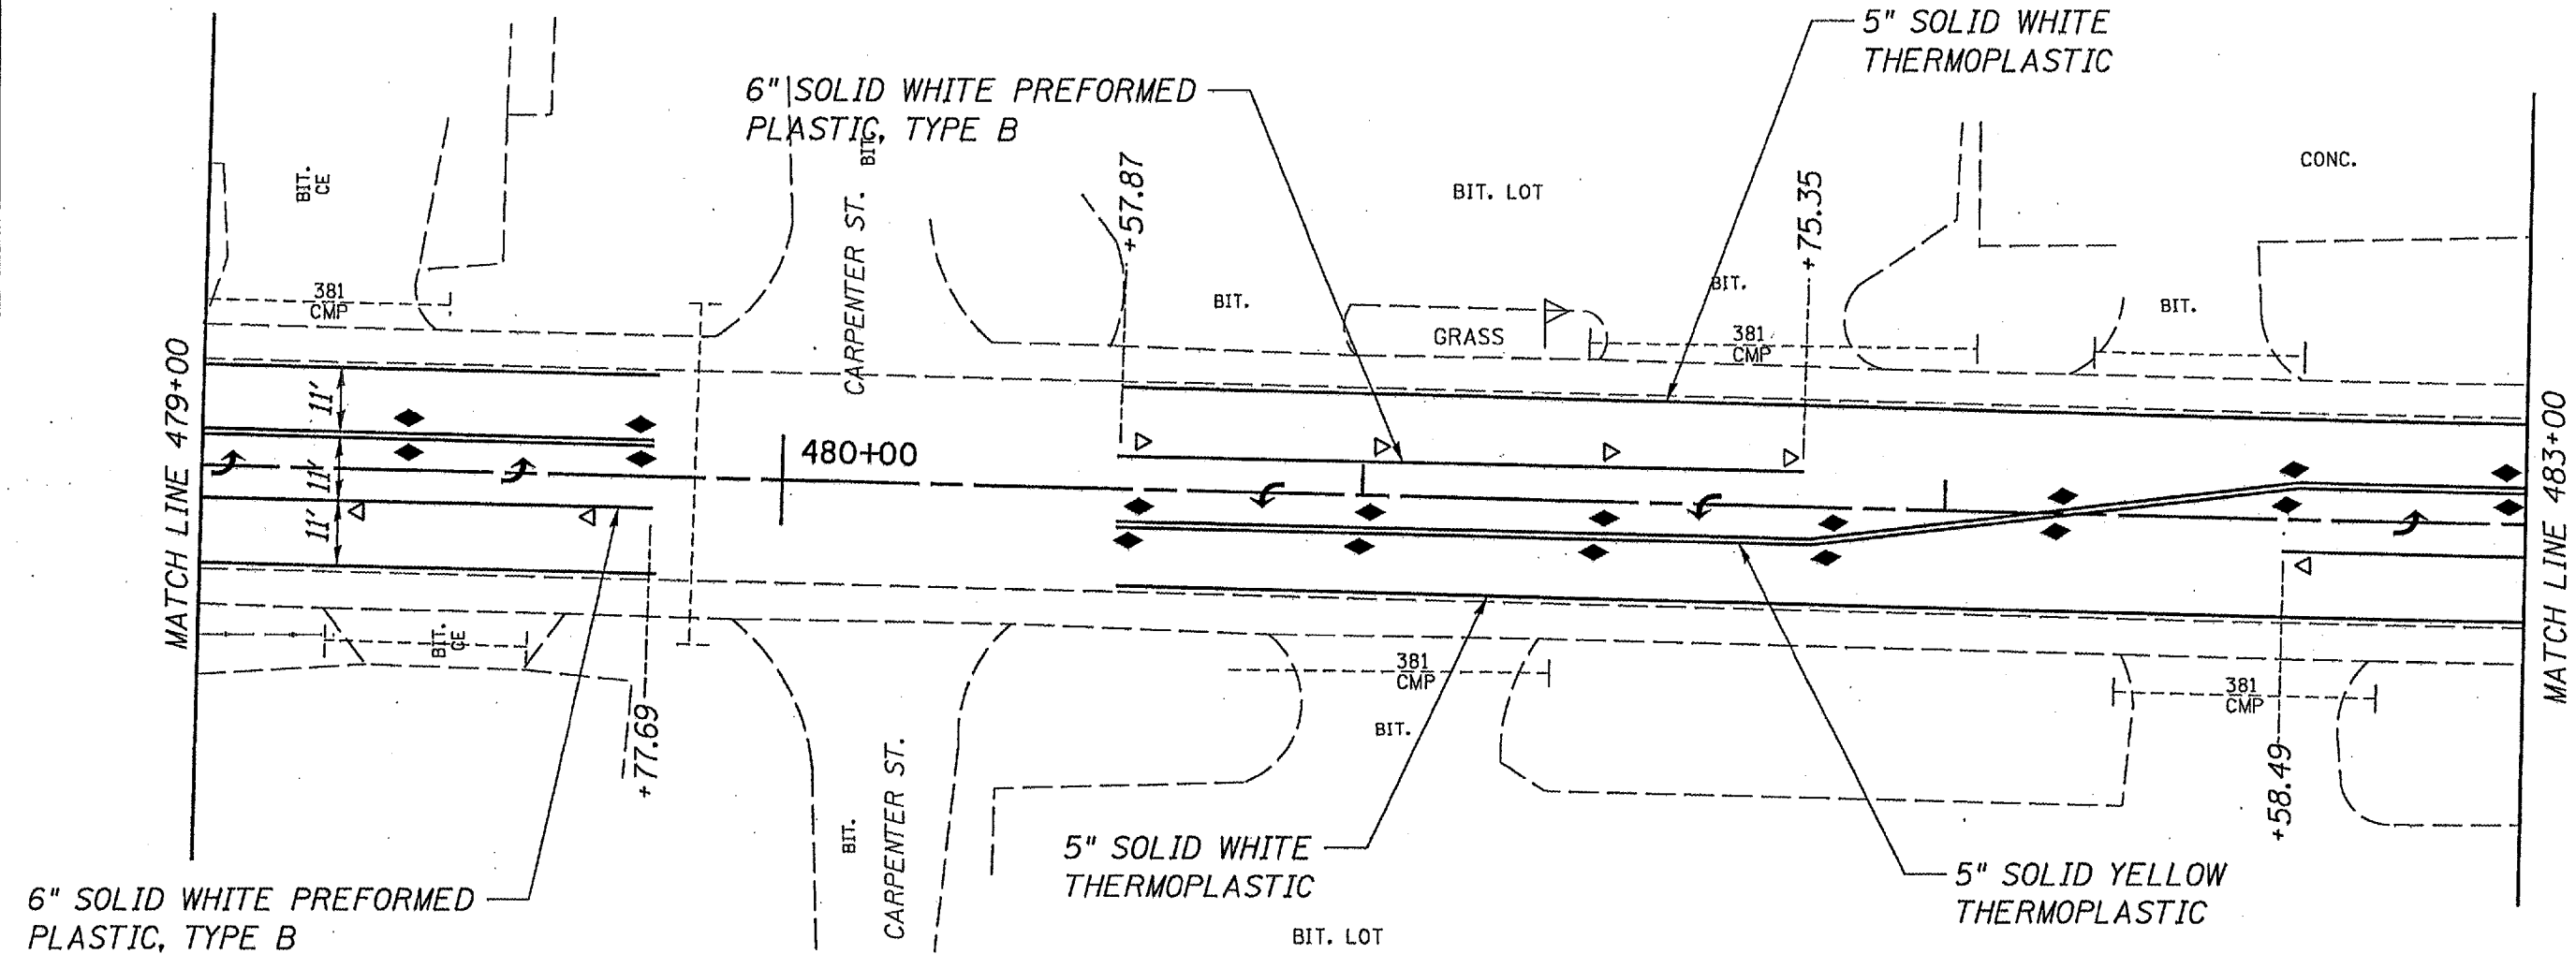 5" SOLID WHITE
THERMOPLASTIC
6" SOLID WHITE PREFORMED
PLASTIC, TYPE B
BIT.
CE
BIT.
CARPENTER ST.
+57.87
BIT. LOT
+75.35
CONC.
381
CMP
BIT.
GRASS
BIT.
381
CMP
BIT.
MATCH LINE 479+00
11'
11'
11'
480+00
MATCH LINE 483+00
BIT.
CE
+77.69
BIT.
CARPENTER ST.
381
CMP
BIT.
381
CMP
+58.49
6" SOLID WHITE PREFORMED
PLASTIC, TYPE B
5" SOLID WHITE
THERMOPLASTIC
BIT. LOT
5" SOLID YELLOW
THERMOPLASTIC